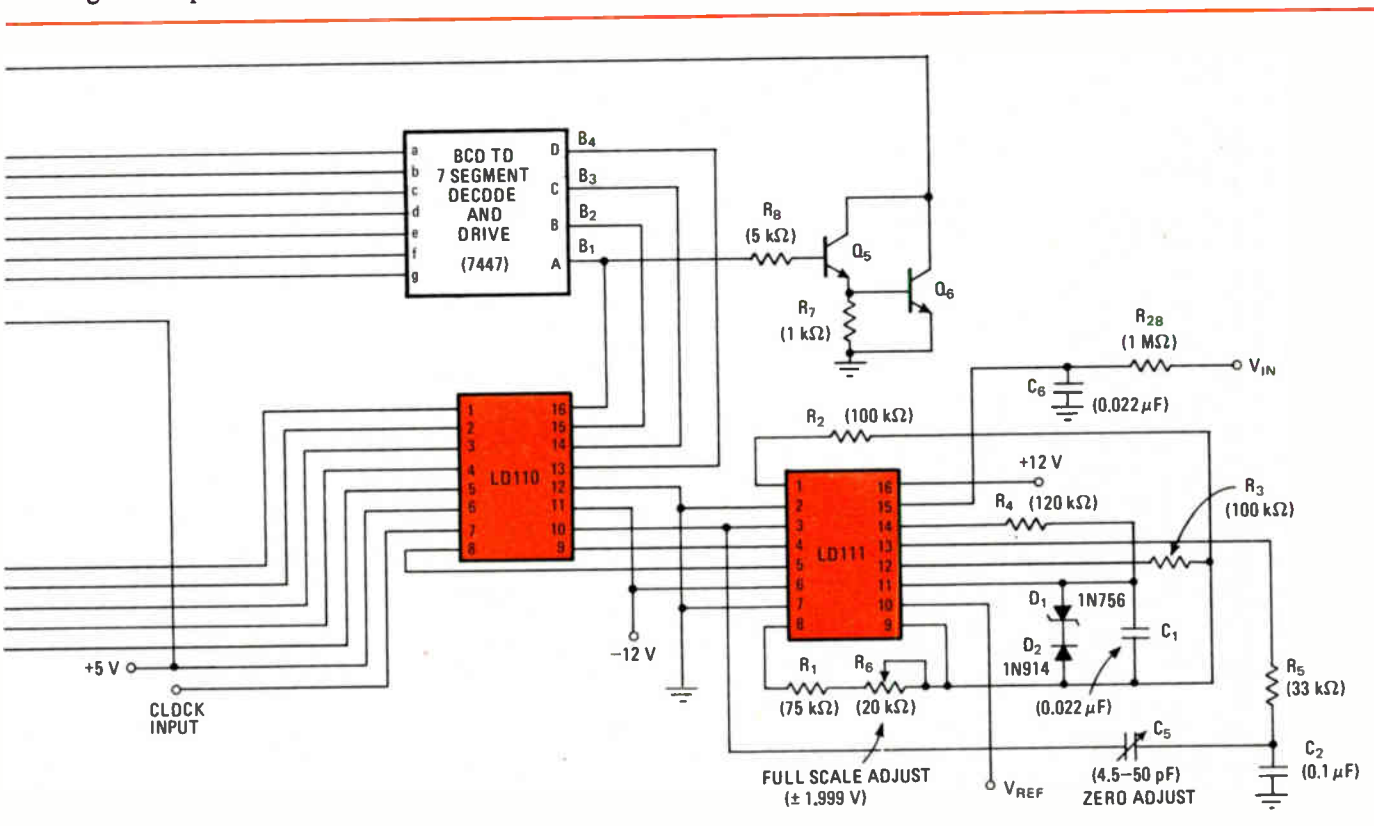 a BCD TO D B4
b 7 SEGMENT
c DECODE C B3
d AND
e DRIVE B B2
f (7447)
g A B1
R8
(5 kΩ)
Q5
Q6
R7
(1 kΩ)
R28
(1 MΩ)
VIN
C6
(0.022 µF)
LD110
1 16
2 15
3 14
4 13
5 12
6 11
7 10
8 9
R2 (100 kΩ)
+12 V
R4 (120 kΩ)
R3
(100 kΩ)
LD111
1 16
2 15
3 14
4 13
5 12
6 11
7 10
8 9
D1 1N756
D2
1N914
C1
(0.022 µF)
R5
(33 kΩ)
+5 V
CLOCK
INPUT
−12 V
R1
(75 kΩ)
R6
(20 kΩ)
FULL SCALE ADJUST
(± 1.999 V)
VREF
C5
(4.5–50 pF)
ZERO ADJUST
C2
(0.1 µF)